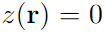 z(𝐫) = 0